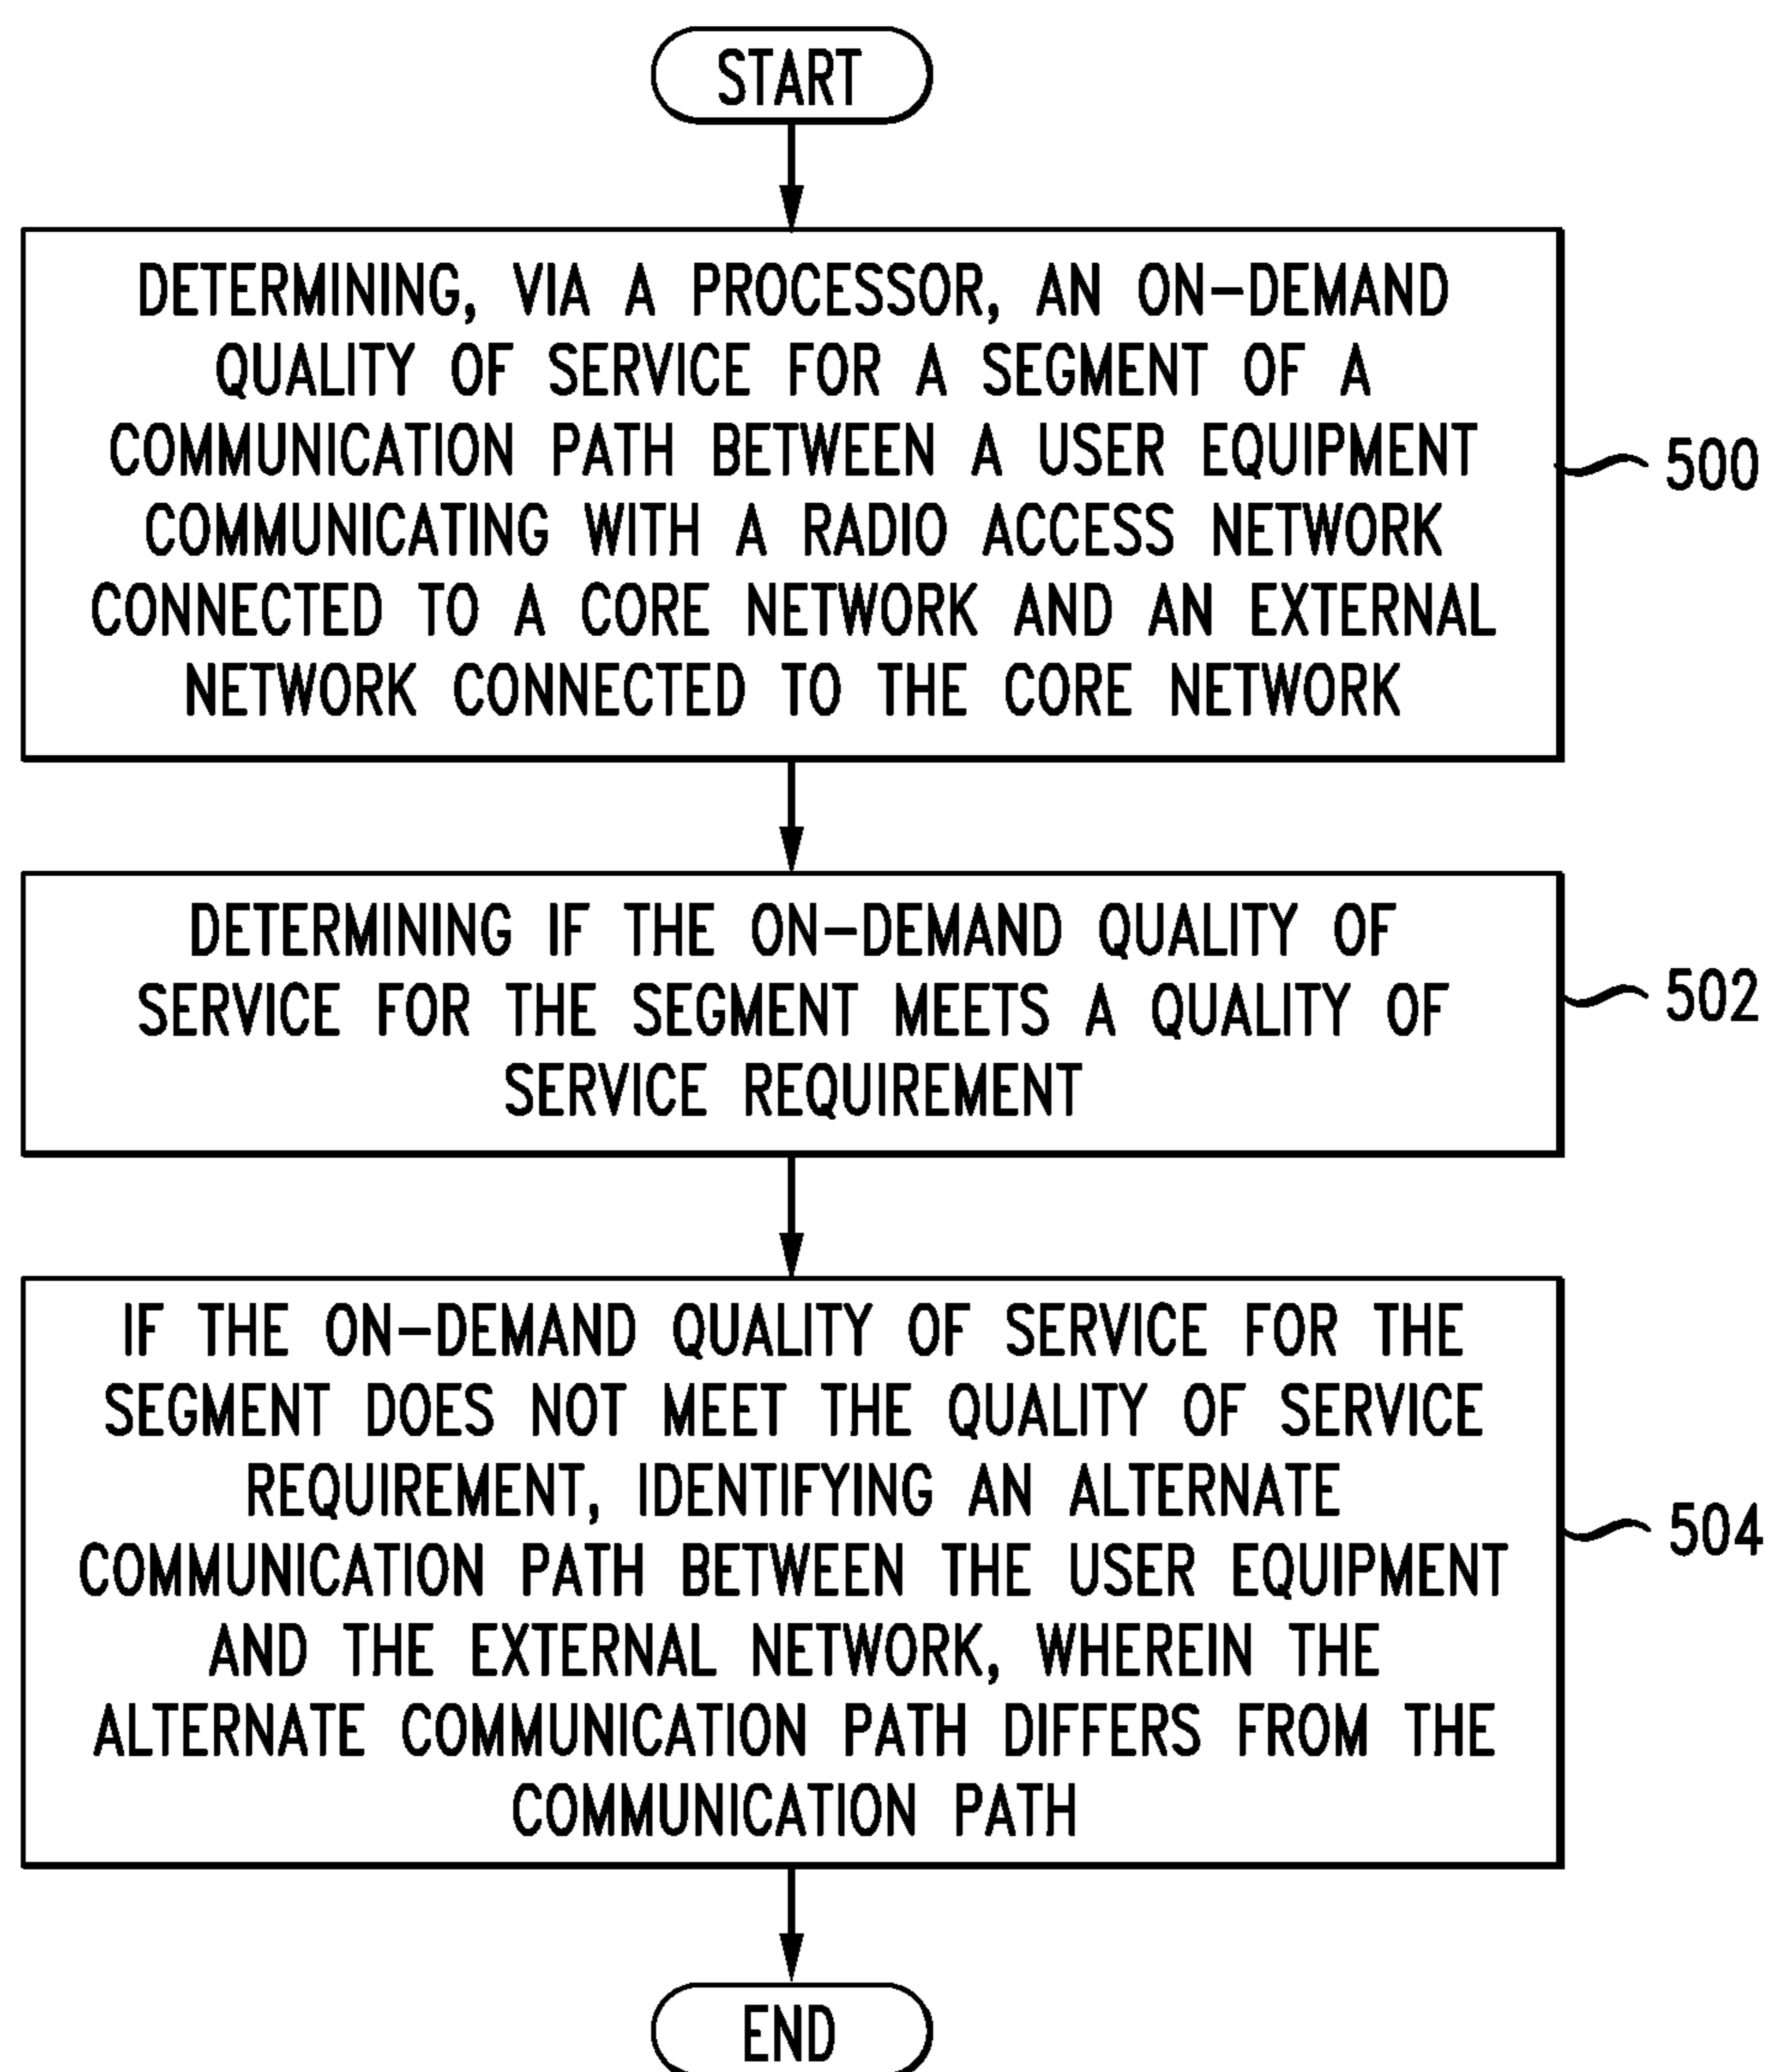 START
DETERMINING, VIA A PROCESSOR, AN ON-DEMAND
QUALITY OF SERVICE FOR A SEGMENT OF A
COMMUNICATION PATH BETWEEN A USER EQUIPMENT
COMMUNICATING WITH A RADIO ACCESS NETWORK
CONNECTED TO A CORE NETWORK AND AN EXTERNAL
NETWORK CONNECTED TO THE CORE NETWORK
500
DETERMINING IF THE ON-DEMAND QUALITY OF
SERVICE FOR THE SEGMENT MEETS A QUALITY OF
SERVICE REQUIREMENT
502
IF THE ON-DEMAND QUALITY OF SERVICE FOR THE
SEGMENT DOES NOT MEET THE QUALITY OF SERVICE
REQUIREMENT, IDENTIFYING AN ALTERNATE
COMMUNICATION PATH BETWEEN THE USER EQUIPMENT
AND THE EXTERNAL NETWORK, WHEREIN THE
ALTERNATE COMMUNICATION PATH DIFFERS FROM THE
COMMUNICATION PATH
504
END